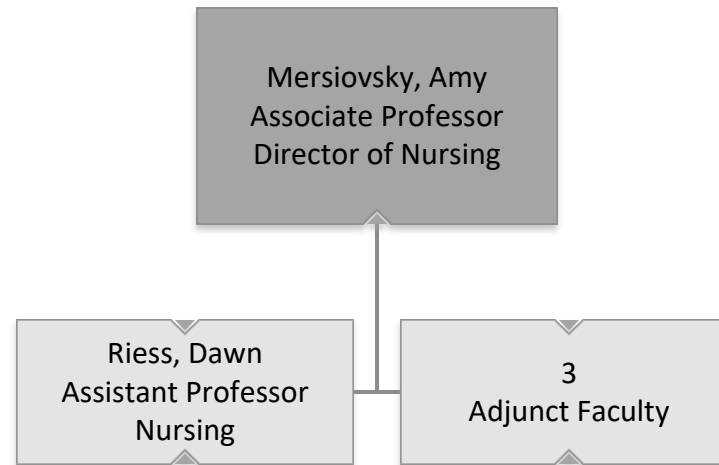 Mersiovsky, Amy
Associate Professor
Director of Nursing
Riess, Dawn
Assistant Professor
Nursing
3
Adjunct Faculty